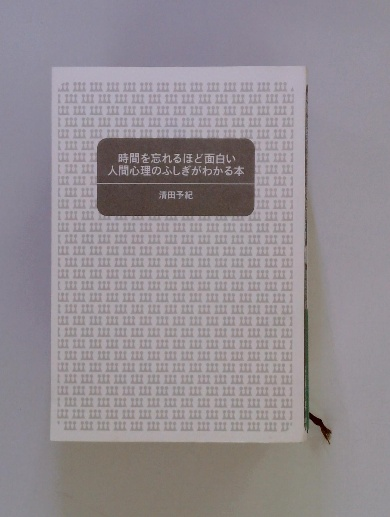 時間を忘れるほど面白い
人間心理のふしぎがわかる本
清田予紀